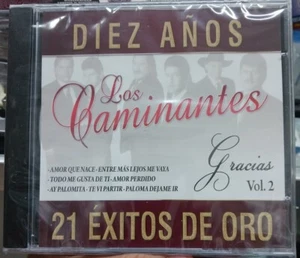 DIEZ AÑOS
Los
Caminantes
Gracias
Vol. 2
·AMOR QUE NACE· ENTRE MÁS LEJOS ME VAYA
·TODO ME GUSTA DE TI· AMOR PERDIDO
·AY PALOMITA· TE VI PARTIR· PALOMA DEJAME IR
21 ÉXITOS DE ORO